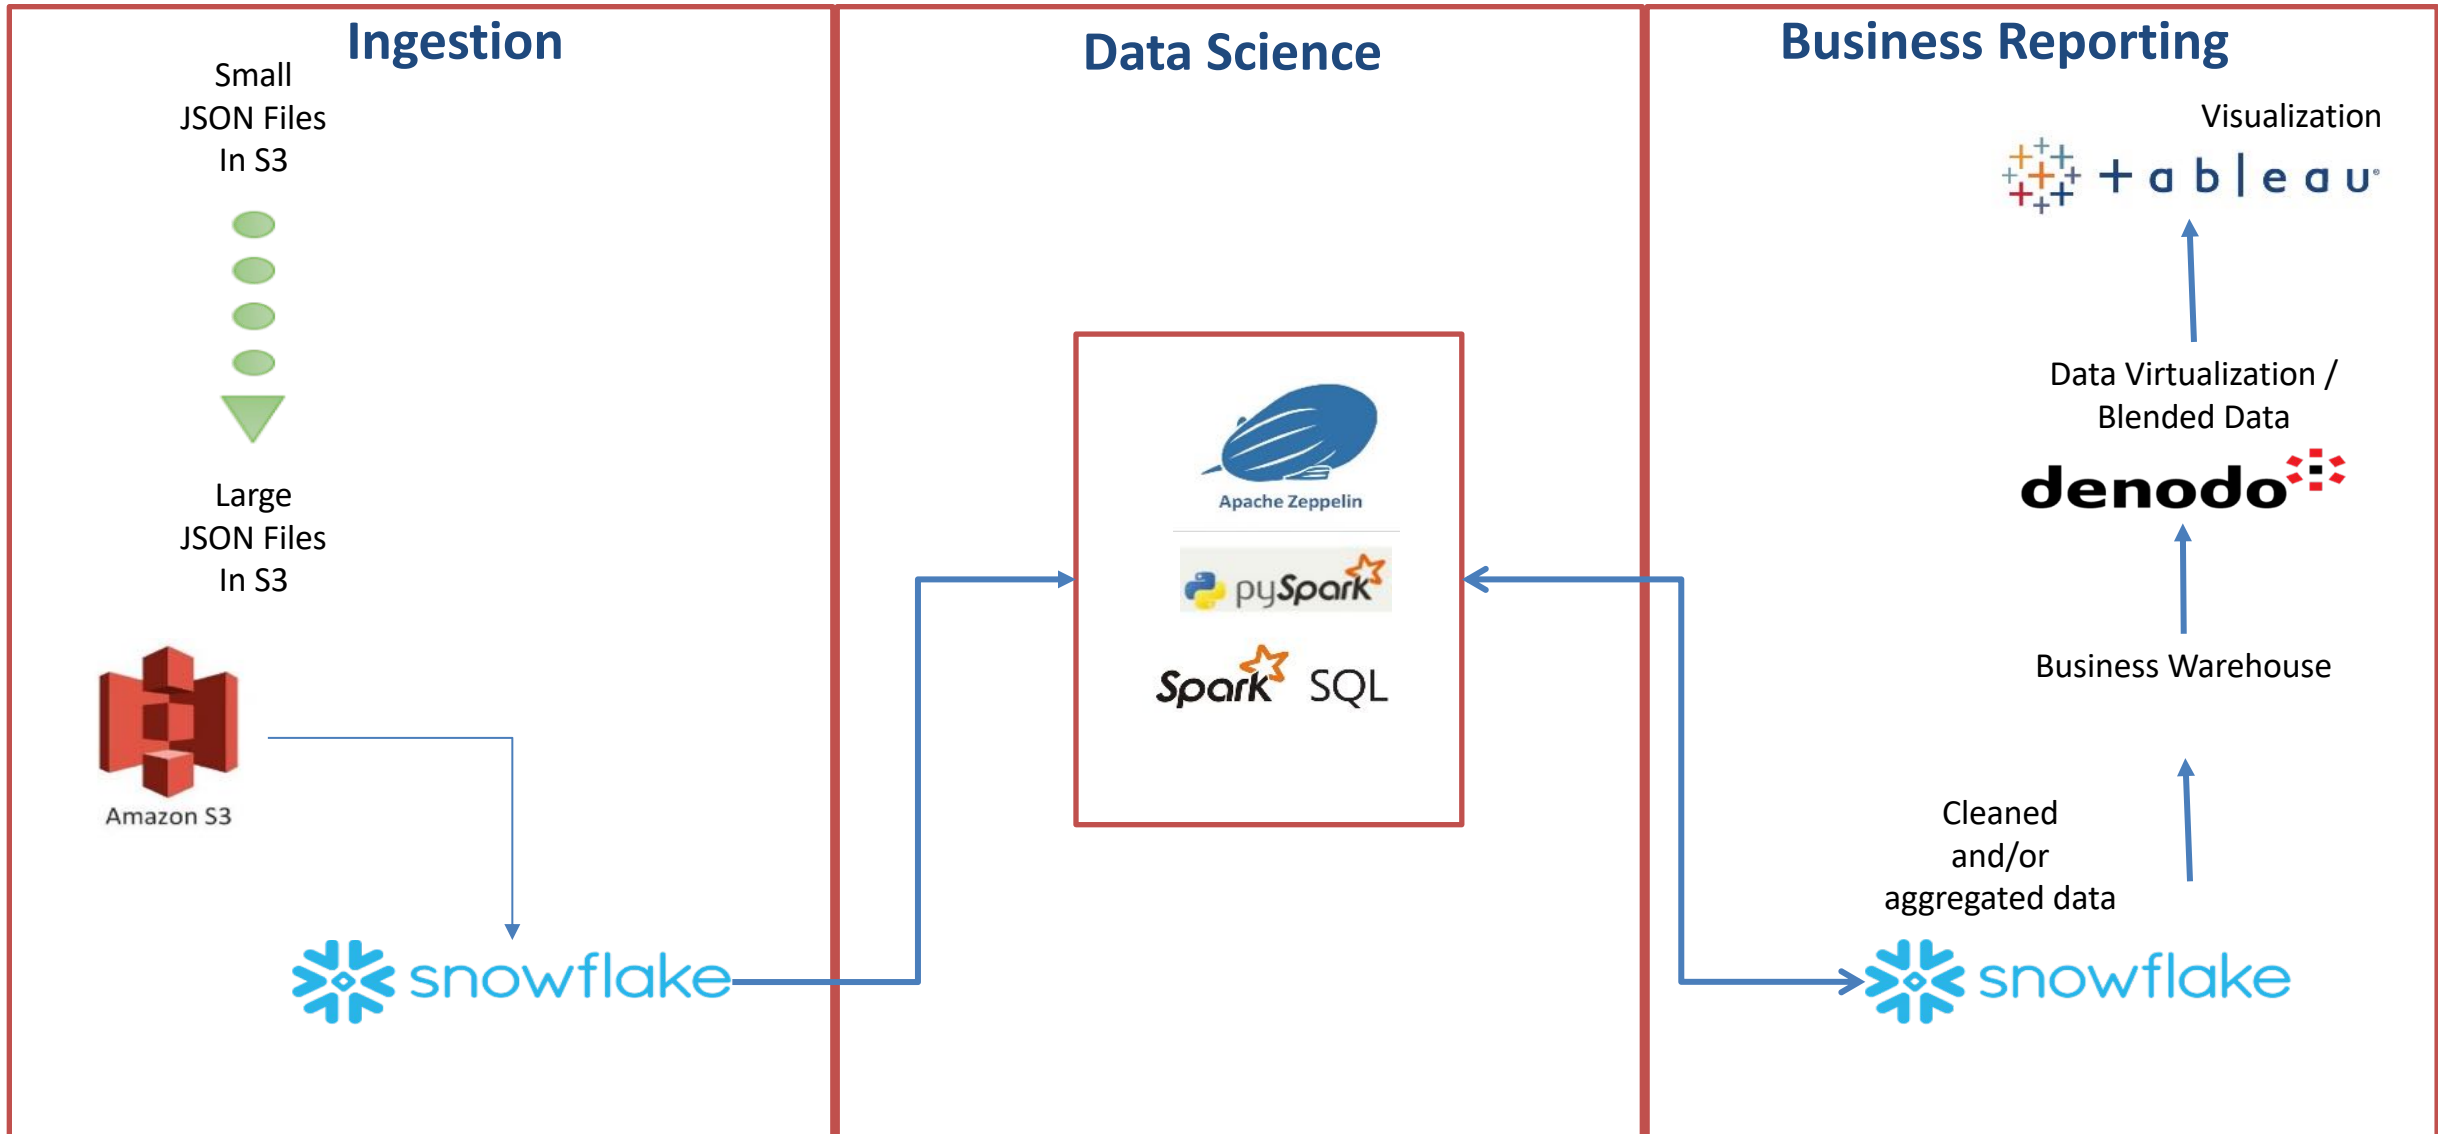 Ingestion
Small
JSON Files
In S3
Large
JSON Files
In S3
Amazon S3
snowflake
Data Science
Apache Zeppelin
pySpark
Spark SQL
Business Reporting
Visualization
+ableau®
Data Virtualization /
Blended Data
denodo
Business Warehouse
Cleaned
and/or
aggregated data
snowflake